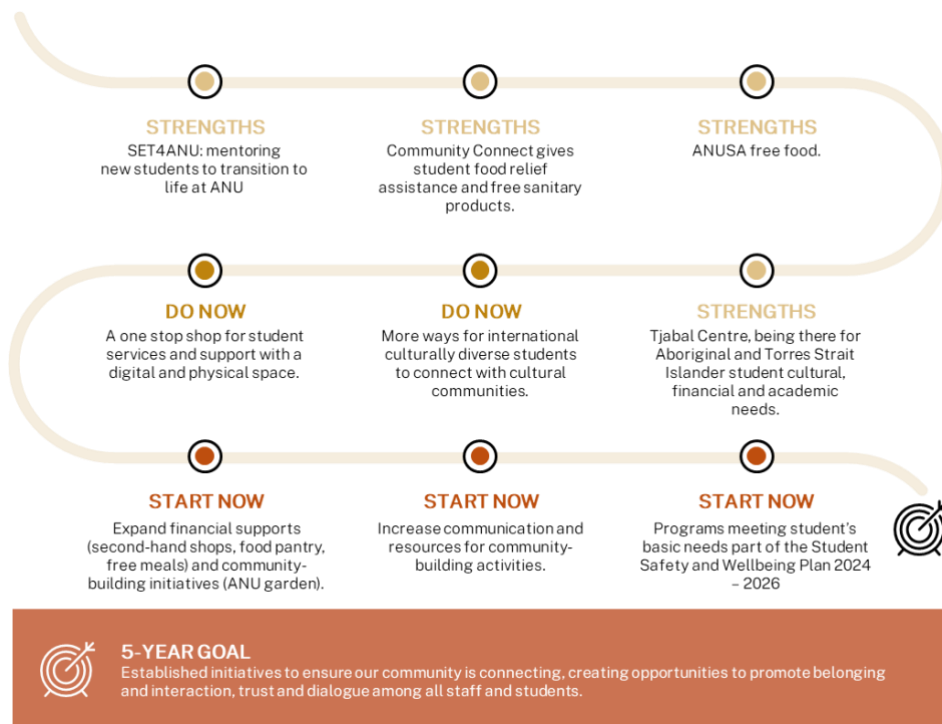 STRENGTHS
SET4ANU: mentoring
new students to transition to
life at ANU
STRENGTHS
Community Connect gives
student food relief
assistance and free sanitary
products.
STRENGTHS
ANUSA free food.
DO NOW
A one stop shop for student
services and support with a
digital and physical space.
DO NOW
More ways for international
culturally diverse students
to connect with cultural
communities.
STRENGTHS
Tjabal Centre, being there for
Aboriginal and Torres Strait
Islander student cultural,
financial and academic
needs.
START NOW
Expand financial supports
(second-hand shops, food pantry,
free meals) and community-
building initiatives (ANU garden).
START NOW
Increase communication and
resources for community-
building activities.
START NOW
Programs meeting student’s
basic needs part of the Student
Safety and Wellbeing Plan 2024
– 2026
5-YEAR GOAL
Established initiatives to ensure our community is connecting, creating opportunities to promote belonging
and interaction, trust and dialogue among all staff and students.